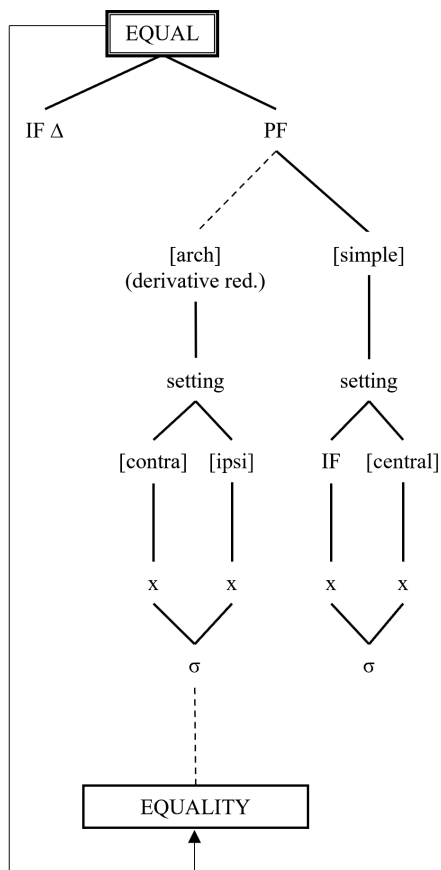 EQUAL
IF Δ PF
[arch] [simple]
(derivative red.)
setting setting
[contra] [ipsi] IF [central]
x x x x
σ σ
EQUALITY